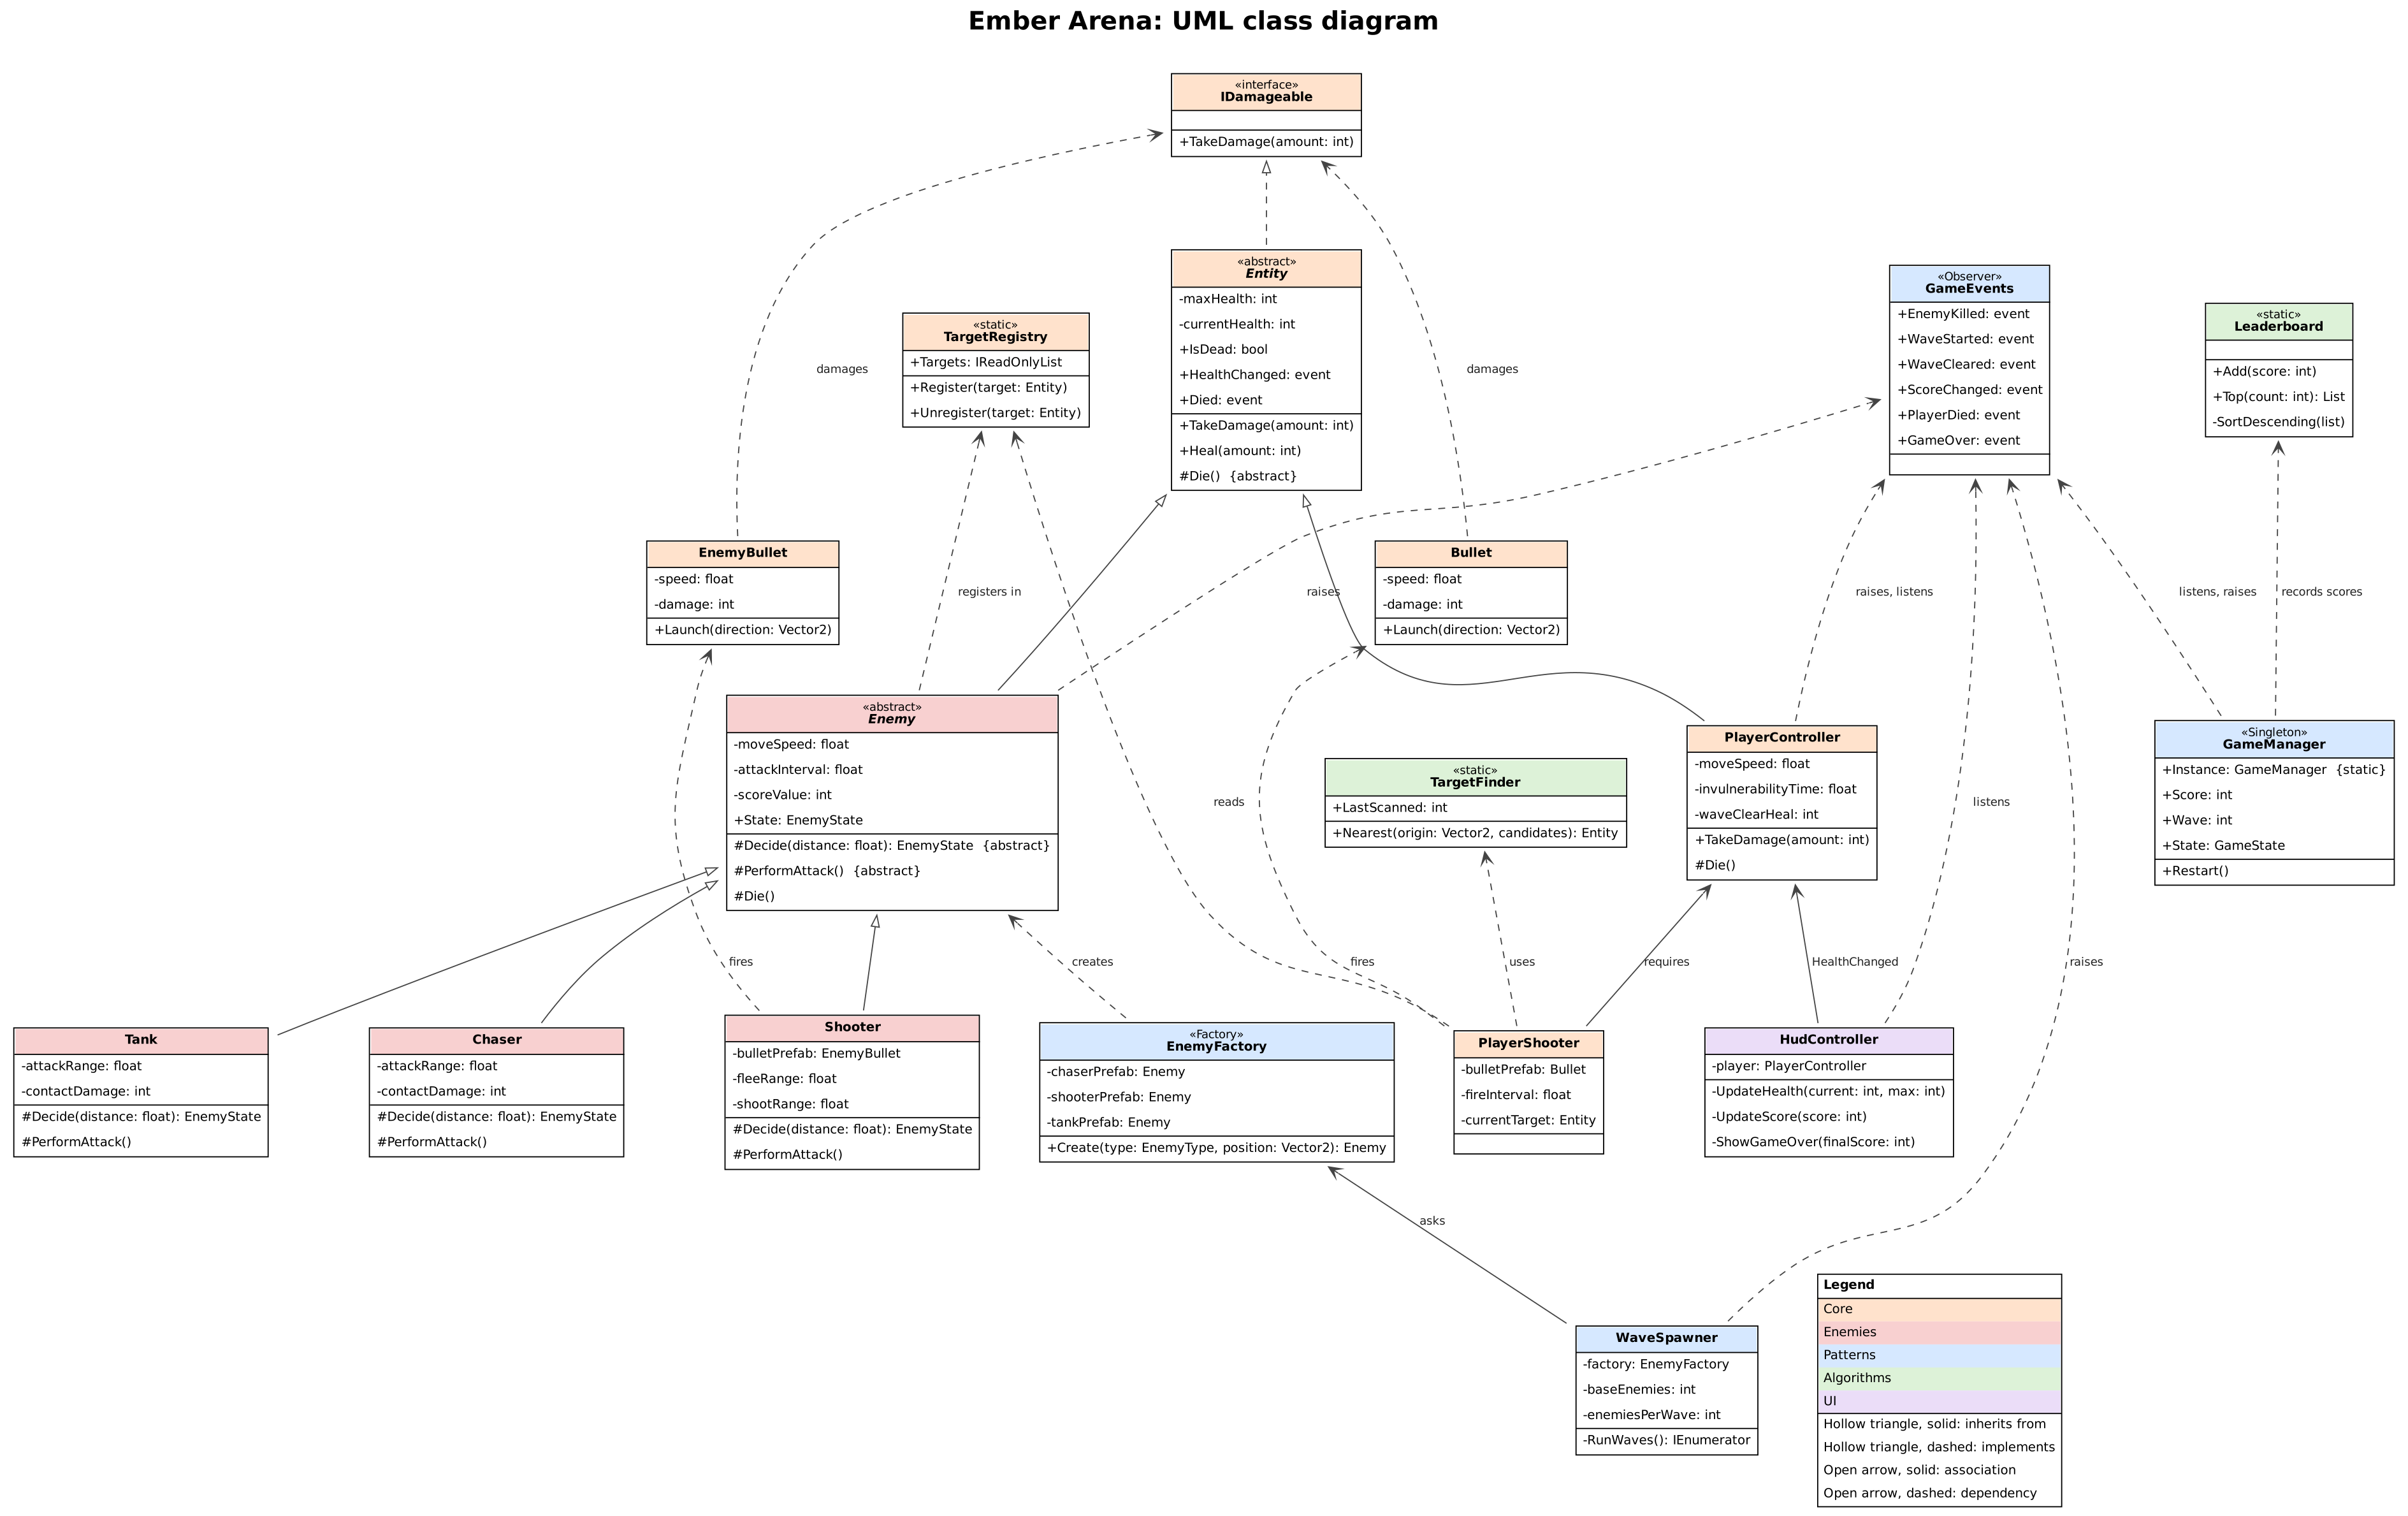 Ember Arena: UML class diagram
«interface»
IDamageable
+TakeDamage(amount: int)
«abstract»
Entity
-maxHealth: int
-currentHealth: int
+IsDead: bool
+HealthChanged: event
+Died: event
+TakeDamage(amount: int)
+Heal(amount: int)
#Die()  {abstract}
«static»
TargetRegistry
+Targets: IReadOnlyList
+Register(target: Entity)
+Unregister(target: Entity)
«Observer»
GameEvents
+EnemyKilled: event
+WaveStarted: event
+WaveCleared: event
+ScoreChanged: event
+PlayerDied: event
+GameOver: event
«static»
Leaderboard
+Add(score: int)
+Top(count: int): List
-SortDescending(list)
damages
damages
EnemyBullet
-speed: float
-damage: int
+Launch(direction: Vector2)
registers in
raises
Bullet
-speed: float
-damage: int
+Launch(direction: Vector2)
raises, listens
listens, raises
records scores
«abstract»
Enemy
-moveSpeed: float
-attackInterval: float
-scoreValue: int
+State: EnemyState
#Decide(distance: float): EnemyState  {abstract}
#PerformAttack()  {abstract}
#Die()
reads
«static»
TargetFinder
+LastScanned: int
+Nearest(origin: Vector2, candidates): Entity
PlayerController
-moveSpeed: float
-invulnerabilityTime: float
-waveClearHeal: int
+TakeDamage(amount: int)
#Die()
listens
«Singleton»
GameManager
+Instance: GameManager  {static}
+Score: int
+Wave: int
+State: GameState
+Restart()
fires
creates
fires
uses
requires
HealthChanged
raises
Tank
-attackRange: float
-contactDamage: int
#Decide(distance: float): EnemyState
#PerformAttack()
Chaser
-attackRange: float
-contactDamage: int
#Decide(distance: float): EnemyState
#PerformAttack()
Shooter
-bulletPrefab: EnemyBullet
-fleeRange: float
-shootRange: float
#Decide(distance: float): EnemyState
#PerformAttack()
«Factory»
EnemyFactory
-chaserPrefab: Enemy
-shooterPrefab: Enemy
-tankPrefab: Enemy
+Create(type: EnemyType, position: Vector2): Enemy
PlayerShooter
-bulletPrefab: Bullet
-fireInterval: float
-currentTarget: Entity
HudController
-player: PlayerController
-UpdateHealth(current: int, max: int)
-UpdateScore(score: int)
-ShowGameOver(finalScore: int)
asks
WaveSpawner
-factory: EnemyFactory
-baseEnemies: int
-enemiesPerWave: int
-RunWaves(): IEnumerator
Legend
Core
Enemies
Patterns
Algorithms
UI
Hollow triangle, solid: inherits from
Hollow triangle, dashed: implements
Open arrow, solid: association
Open arrow, dashed: dependency